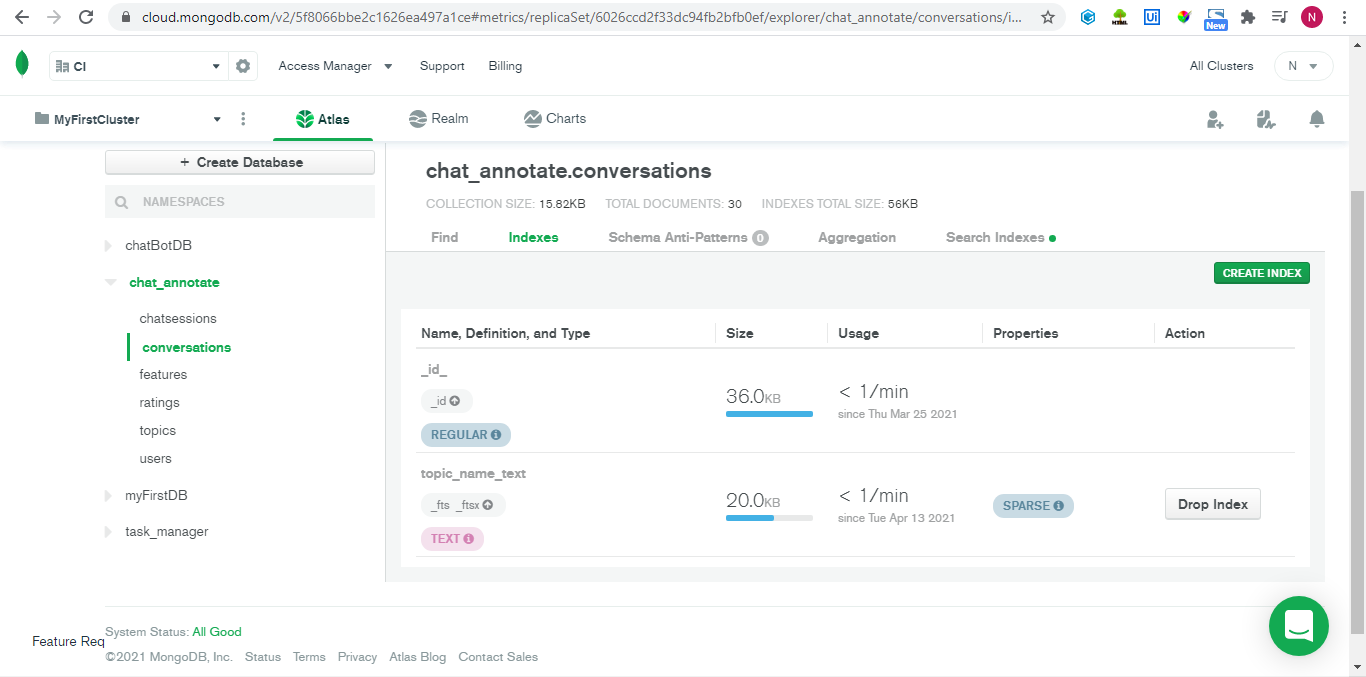 cloud.mongodb.com/v2/5f8066bbe2c1626ea497a1ce#metrics/replicaSet/6026ccd2f33dc94fb2bfb0ef/explorer/chat_annotate/conversations/i...
HTML
Ui
New
N
CI
Access Manager
Support
Billing
All Clusters
N
MyFirstCluster
Atlas
Realm
Charts
+ Create Database
NAMESPACES
chatBotDB
chat_annotate
chatsessions
conversations
features
ratings
topics
users
myFirstDB
task_manager
chat_annotate.conversations
COLLECTION SIZE: 15.82KB TOTAL DOCUMENTS: 30 INDEXES TOTAL SIZE: 56KB
Find Indexes Schema Anti-Patterns 0 Aggregation Search Indexes
CREATE INDEX
Name, Definition, and Type Size Usage Properties Action
_id_
_id
REGULAR
36.0KB
< 1/min
since Thu Mar 25 2021
topic_name_text
_fts _ftsx
TEXT
20.0KB
< 1/min
since Tue Apr 13 2021
SPARSE
Drop Index
System Status: All Good
Feature Req
©2021 MongoDB, Inc. Status Terms Privacy Atlas Blog Contact Sales